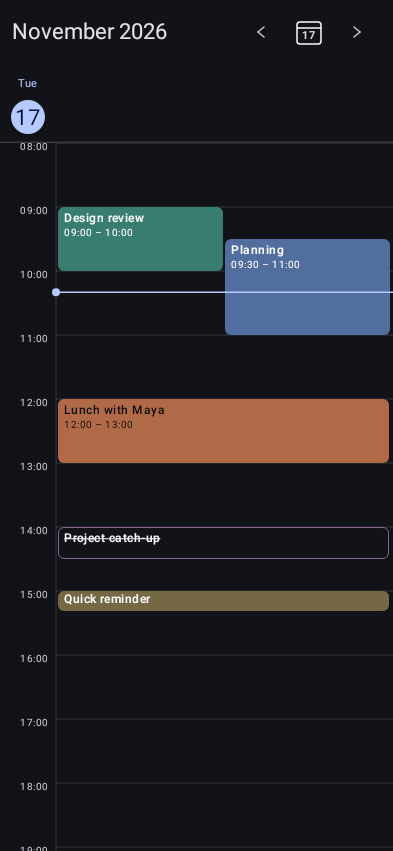 November 2026
17
Tue
17
08:00
09:00
Design review
09:00 – 10:00
Planning
09:30 – 11:00
10:00
11:00
12:00
Lunch with Maya
12:00 – 13:00
13:00
14:00
Project catch-up
15:00
Quick reminder
16:00
17:00
18:00
19:00